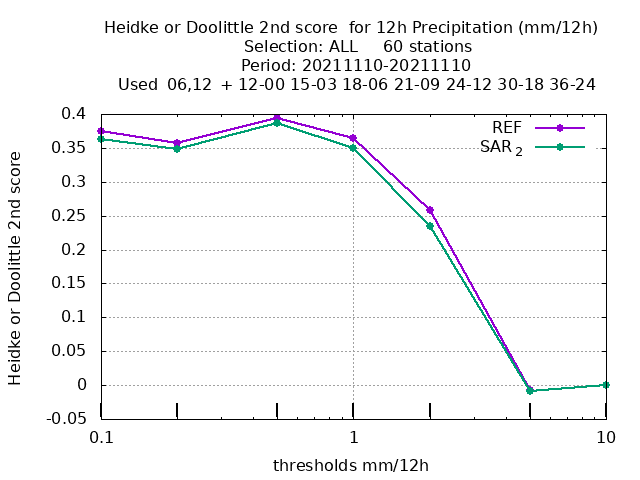 Heidke or Doolittle 2nd score  for 12h Precipitation (mm/12h)
Selection: ALL     60 stations
Period: 20211110-20211110
Used  06,12  + 12-00 15-03 18-06 21-09 24-12 30-18 36-24
REF
SAR 2
Heidke or Doolittle 2nd score
0.4
0.35
0.3
0.25
0.2
0.15
0.1
0.05
0
-0.05
0.1 1 10
thresholds mm/12h